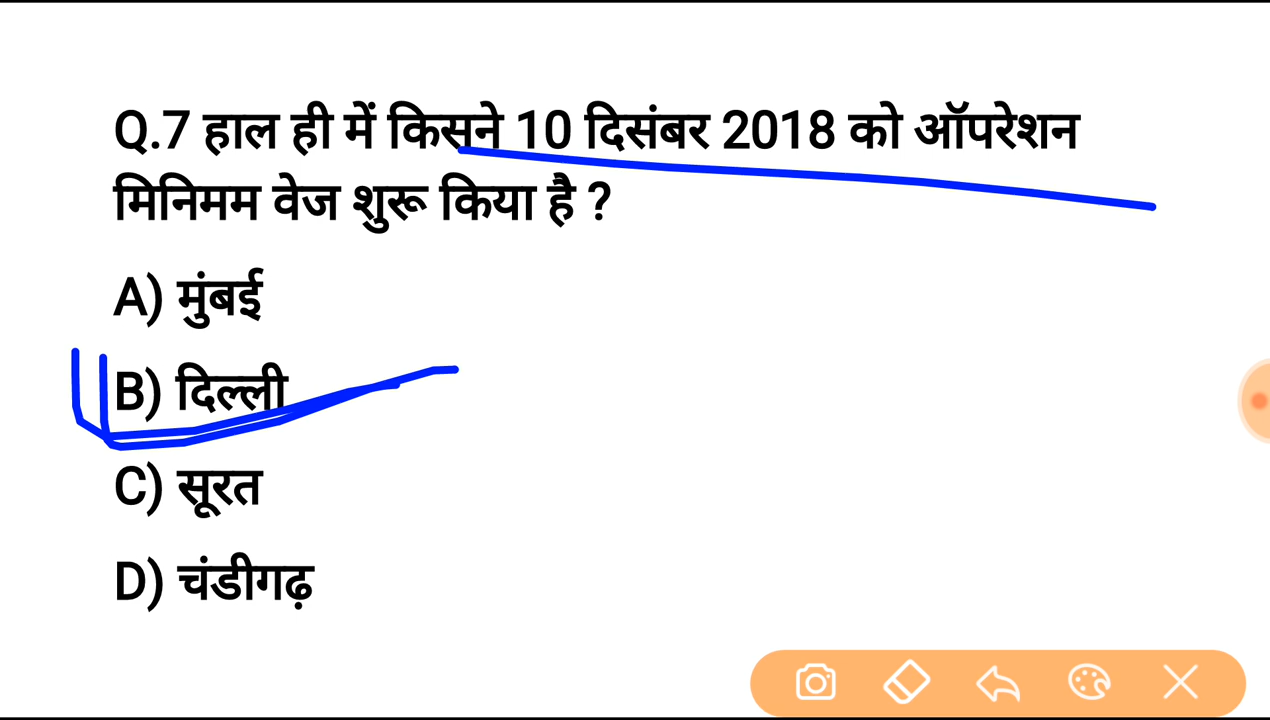 Q.7 हाल ही में किसने 10 दिसंबर 2018 को ऑपरेशन
मिनिमम वेज शुरू किया है ?
A) मुंबई
B) दिल्ली
C) सूरत
D) चंडीगढ़